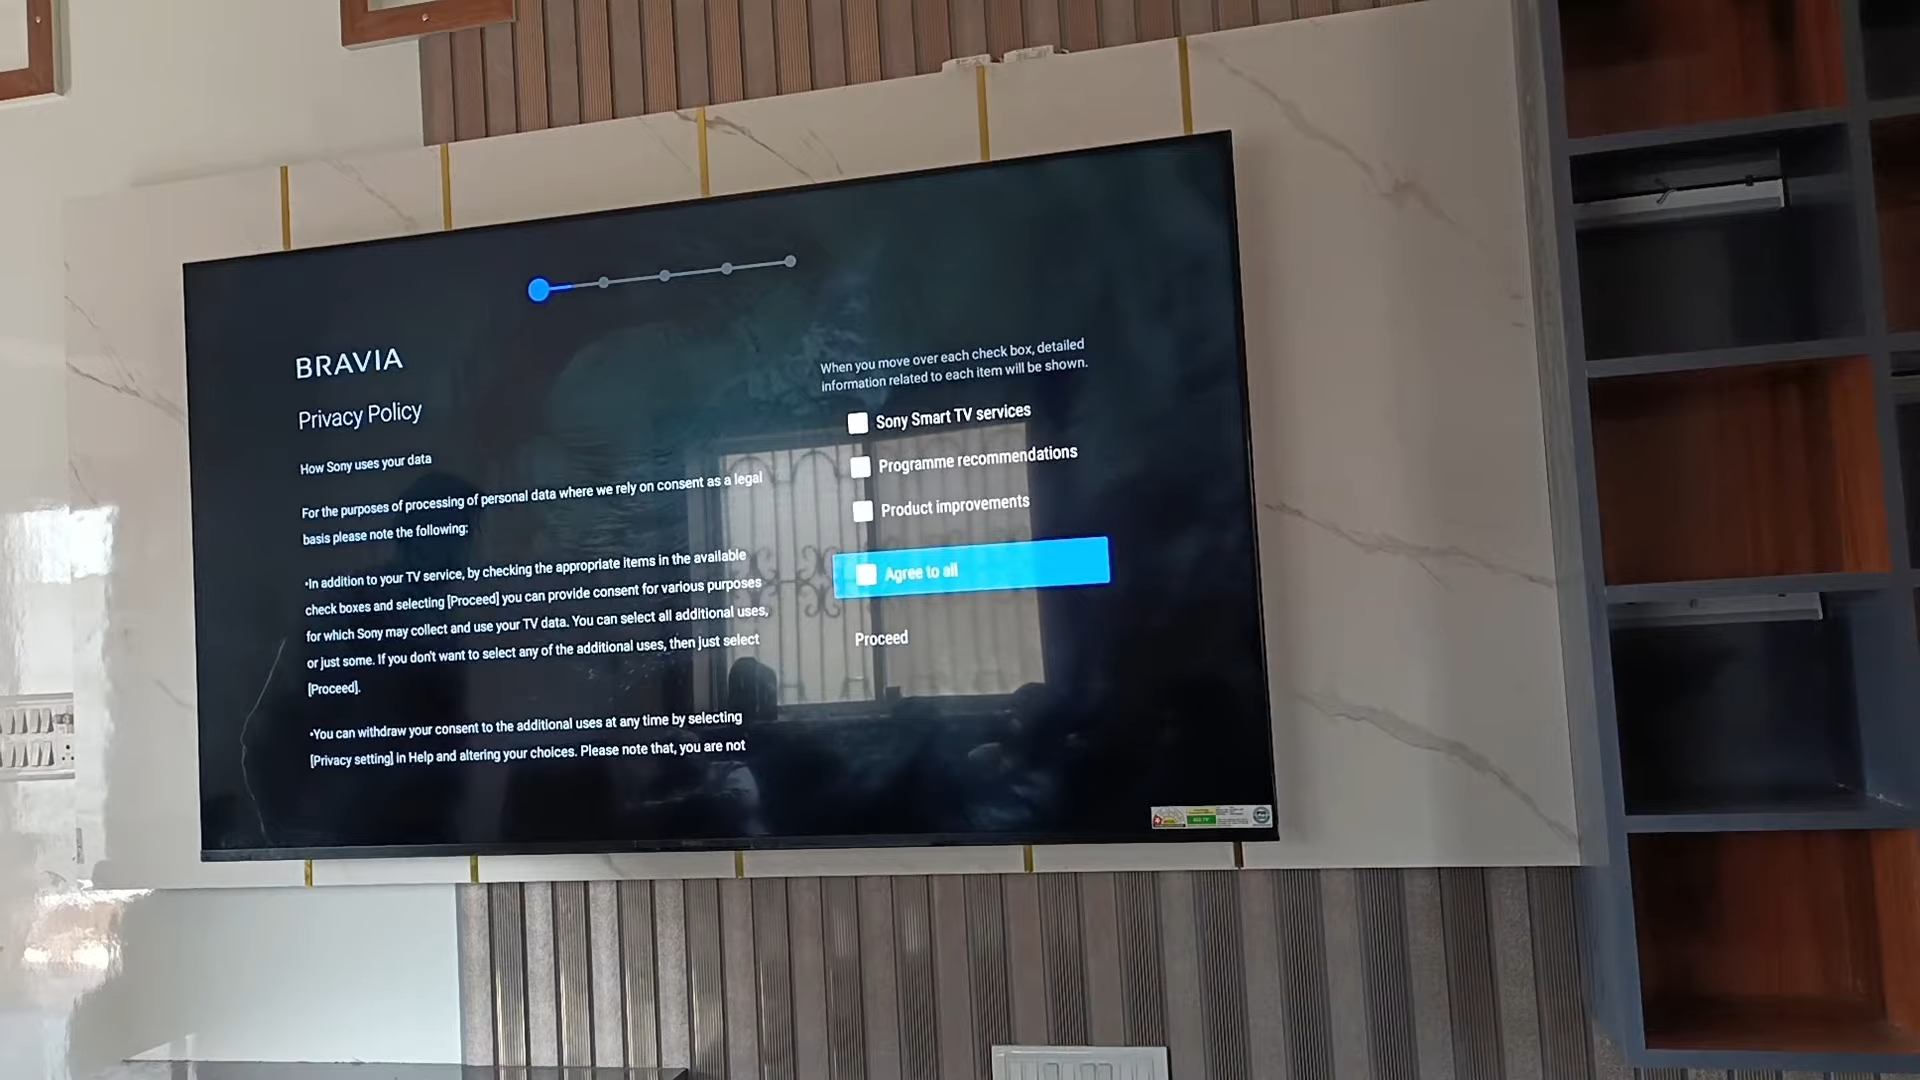 BRAVIA
Privacy Policy
How Sony uses your data
For the purposes of processing of personal data where we rely on consent as a legal
basis please note the following:
•In addition to your TV service, by checking the appropriate items in the available
check boxes and selecting [Proceed] you can provide consent for various purposes
for which Sony may collect and use your TV data. You can select all additional uses,
or just some. If you don't want to select any of the additional uses, then just select
[Proceed].
•You can withdraw your consent to the additional uses at any time by selecting
[Privacy setting] in Help and altering your choices. Please note that, you are not
When you move over each check box, detailed
information related to each item will be shown.
Sony Smart TV services
Programme recommendations
Product improvements
Agree to all
Proceed